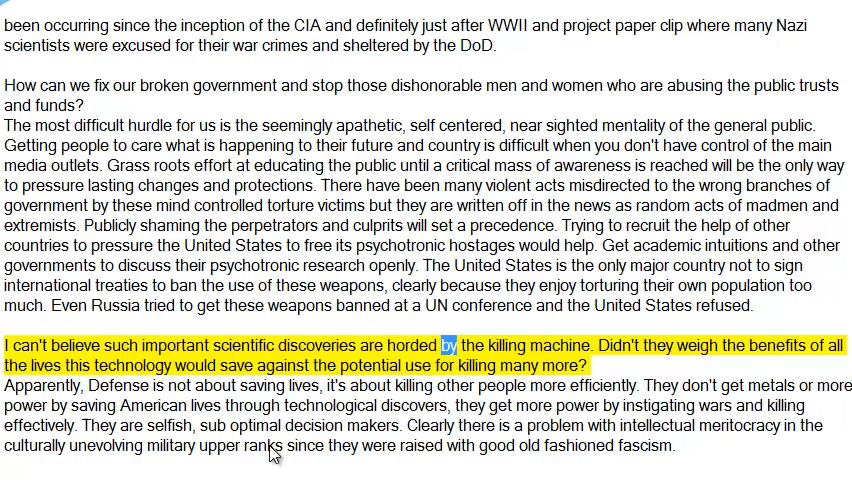 been occurring since the inception of the CIA and definitely just after WWII and project paper clip where many Nazi
scientists were excused for their war crimes and sheltered by the DoD.
How can we fix our broken government and stop those dishonorable men and women who are abusing the public trusts
and funds?
The most difficult hurdle for us is the seemingly apathetic, self centered, near sighted mentality of the general public.
Getting people to care what is happening to their future and country is difficult when you don't have control of the main
media outlets. Grass roots effort at educating the public until a critical mass of awareness is reached will be the only way
to pressure lasting changes and protections. There have been many violent acts misdirected to the wrong branches of
government by these mind controlled torture victims but they are written off in the news as random acts of madmen and
extremists. Publicly shaming the perpetrators and culprits will set a precedence. Trying to recruit the help of other
countries to pressure the United States to free its psychotronic hostages would help. Get academic intuitions and other
governments to discuss their psychotronic research openly. The United States is the only major country not to sign
international treaties to ban the use of these weapons, clearly because they enjoy torturing their own population too
much. Even Russia tried to get these weapons banned at a UN conference and the United States refused.
I can't believe such important scientific discoveries are horded by the killing machine. Didn't they weigh the benefits of all
the lives this technology would save against the potential use for killing many more?
Apparently, Defense is not about saving lives, it's about killing other people more efficiently. They don't get metals or more
power by saving American lives through technological discovers, they get more power by instigating wars and killing
effectively. They are selfish, sub optimal decision makers. Clearly there is a problem with intellectual meritocracy in the
culturally unevolving military upper ranks since they were raised with good old fashioned fascism.